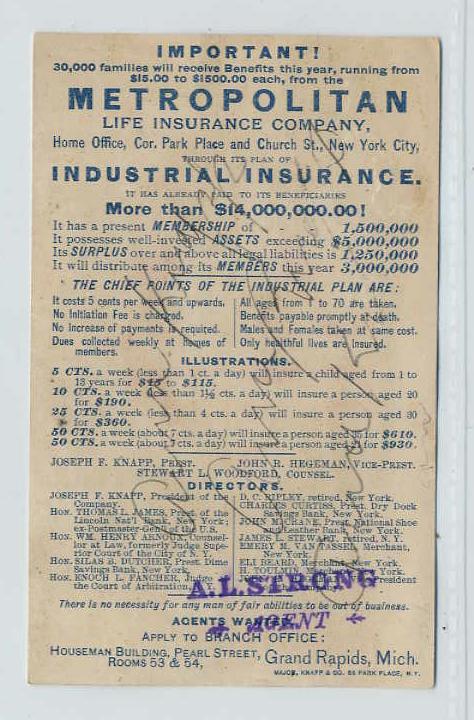 IMPORTANT!
30,000 families will receive Benefits this year, running from
$15.00 to $1500.00 each, from the
METROPOLITAN
LIFE INSURANCE COMPANY,
Home Office, Cor. Park Place and Church St., New York City,
THROUGH ITS PLAN OF
INDUSTRIAL INSURANCE.
IT HAS ALREADY PAID TO ITS BENEFICIARIES
More than $14,000,000.00!
It has a present MEMBERSHIP of - - 1,500,000
It possesses well-invested ASSETS exceeding $5,000,000
Its SURPLUS over and above all legal liabilities is 1,250,000
It will distribute among its MEMBERS this year 3,000,000
THE CHIEF POINTS OF THE INDUSTRIAL PLAN ARE:
It costs 5 cents per week and upwards.
No Initiation Fee is charged.
No increase of payments is required.
Dues collected weekly at homes of
members.
All ages from 1 to 70 are taken.
Benefits payable promptly at death.
Males and Females taken at same cost.
Only healthful lives are insured.
ILLUSTRATIONS.
5 CTS. a week (less than 1 ct. a day) will insure a child aged from 1 to
13 years for $15 to $115.
10 CTS. a week (less than 1½ cts. a day) will insure a person aged 20
for $190.
25 CTS. a week (less than 4 cts. a day) will insure a person aged 30
for $360.
50 CTS. a week (about 7 cts. a day) will insure a person aged 35 for $610.
50 CTS. a week (about 7 cts. a day) will insure a person aged 21 for $930.
JOSEPH F. KNAPP, PREST. JOHN R. HEGEMAN, VICE-PREST.
STEWART L. WOODFORD, COUNSEL.
DIRECTORS.
JOSEPH F. KNAPP, President of the
Company.
HON. THOMAS L. JAMES, Prest. of the
Lincoln Nat'l Bank, New York;
ex-Postmaster-Gen'l of the U.S.
HON. WM. HENRY ARNOUX, Counsel-
or at Law, formerly Judge Supe-
rior Court of the City of N.Y.
HON. SILAS B. DUTCHER, Prest. Dime
Savings Bank, New York.
HON. ENOCH L. FANCHER, Judge
the Court of Arbitration,
D. C. RIPLEY, retired, New York.
CHARLES CURTISS, Prest. Dry Dock
Savings Bank, New York.
JOHN M. CRANE, Prest. National Shoe
and Leather Bank, New York.
JAMES L. STEWART, retired, N. Y.
EMERY M. VAN TASSEL, Merchant,
New York.
ELI BEARD, Merchant, New York.
H. TOULMIN, Merchant, New York.
President
A.L. STRONG
AGENT
There is no necessity for any man of fair abilities to be out of business.
AGENTS WANTED.
APPLY TO BRANCH OFFICE:
HOUSEMAN BUILDING, PEARL STREET,
ROOMS 53 & 54,
Grand Rapids, Mich.
MAJOR, KNAPP & CO. 56 PARK PLACE, N.Y.